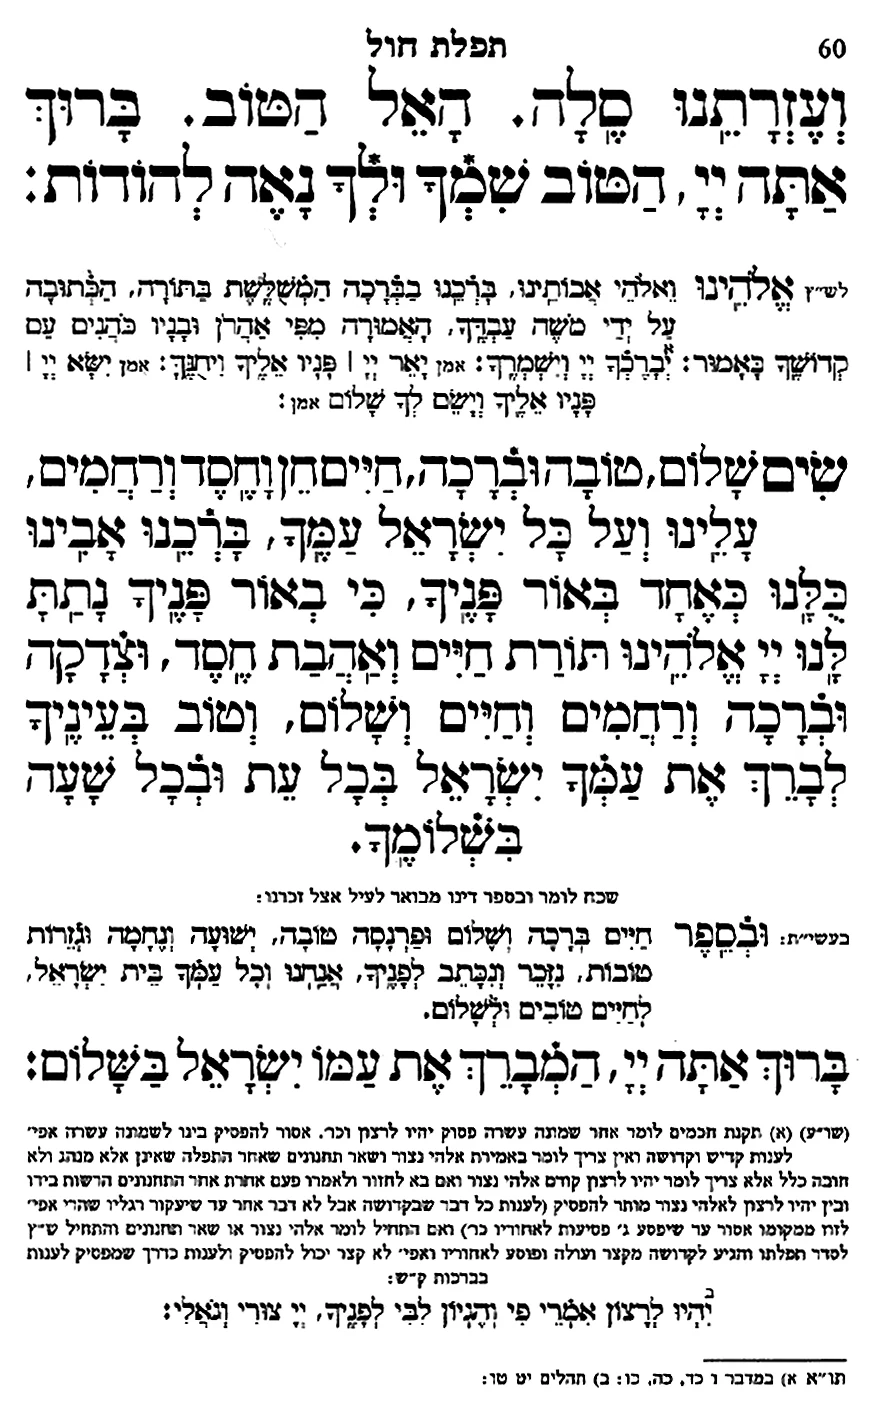 60 תפלת חול
וְעֶזְרָתֵנוּ סֶלָה. הָאֵל הַטּוֹב. בָּרוּךְ
אַתָּה יְיָ, הַטּוֹב שִׁמְךָ וּלְךָ נָאֶה לְהוֹדוֹת:
לש״ץ אֱלֹהֵינוּ וֵאלֹהֵי אֲבוֹתֵינוּ, בָּרְכֵנוּ בַבְּרָכָה הַמְשֻׁלֶּשֶׁת בַּתּוֹרָה, הַכְּתוּבָה
עַל יְדֵי מֹשֶׁה עַבְדֶּךָ, הָאֲמוּרָה מִפִּי אַהֲרֹן וּבָנָיו כֹּהֲנִים עַם
קְדוֹשֶׁךָ כָּאָמוּר: א יְבָרֶכְךָ יְיָ וְיִשְׁמְרֶךָ: אמן יָאֵר יְיָ | פָּנָיו אֵלֶיךָ וִיחֻנֶּךָּ: אמן יִשָּׂא יְיָ |
פָּנָיו אֵלֶיךָ וְיָשֵׂם לְךָ שָׁלוֹם אמן:
שִׂים שָׁלוֹם, טוֹבָה וּבְרָכָה, חַיִּים חֵן וָחֶסֶד וְרַחֲמִים,
עָלֵינוּ וְעַל כָּל יִשְׂרָאֵל עַמֶּךָ, בָּרְכֵנוּ אָבִינוּ
כֻּלָּנוּ כְּאֶחָד בְּאוֹר פָּנֶיךָ, כִּי בְאוֹר פָּנֶיךָ נָתַתָּ
לָּנוּ יְיָ אֱלֹהֵינוּ תּוֹרַת חַיִּים וְאַהֲבַת חֶסֶד, וּצְדָקָה
וּבְרָכָה וְרַחֲמִים וְחַיִּים וְשָׁלוֹם, וְטוֹב בְּעֵינֶיךָ
לְבָרֵךְ אֶת עַמְּךָ יִשְׂרָאֵל בְּכָל עֵת וּבְכָל שָׁעָה
בִּשְׁלוֹמֶךָ.
שכח לומר ובספר דינו מבואר לעיל אצל זכרנו:
בעשי״ת: וּבְסֵפֶר חַיִּים בְּרָכָה וְשָׁלוֹם וּפַרְנָסָה טוֹבָה, יְשׁוּעָה וְנֶחָמָה וּגְזֵרוֹת
טוֹבוֹת, נִזָּכֵר וְנִכָּתֵב לְפָנֶיךָ, אֲנַחְנוּ וְכָל עַמְּךָ בֵּית יִשְׂרָאֵל,
לְחַיִּים טוֹבִים וּלְשָׁלוֹם.
בָּרוּךְ אַתָּה יְיָ, הַמְבָרֵךְ אֶת עַמּוֹ יִשְׂרָאֵל בַּשָּׁלוֹם:
(שו״ע) (א) תקנת חכמים לומר אחר שמונה עשרה פסוק יהיו לרצון וכו׳. אסור להפסיק בינו לשמונה עשרה אפי׳
לענות קדיש וקדושה ואין צריך לומר באמירת אלהי נצור ושאר תחנונים שאחר התפלה שאינן אלא מנהג ולא
חובה כלל אלא צריך לומר יהיו לרצון קודם אלהי נצור ואם בא לחזור ולאמרו פעם אחרת אחר התחנונים הרשות בידו
ובין יהיו לרצון לאלהי נצור מותר להפסיק (לענות כל דבר שבקדושה אבל לא דבר אחר עד שיעקור רגליו שהרי אפי׳
לזוז ממקומו אסור עד שיפסע ג׳ פסיעות לאחוריו כו׳) ואם התחיל לומר אלהי נצור או שאר תחנונים והתחיל ש״ץ
לסדר תפלתו והגיע לקדושה מקצר ועולה ופוסע לאחוריו ואפי׳ לא קצר יכול להפסיק ולענות כדרך שמפסיק לענות
בברכות ק״ש:
ב יִהְיוּ לְרָצוֹן אִמְרֵי פִי וְהֶגְיוֹן לִבִּי לְפָנֶיךָ, יְיָ צוּרִי וְגֹאֲלִי:
תו״א א) במדבר ו כד, כה, כו: ב) תהלים יט טו: